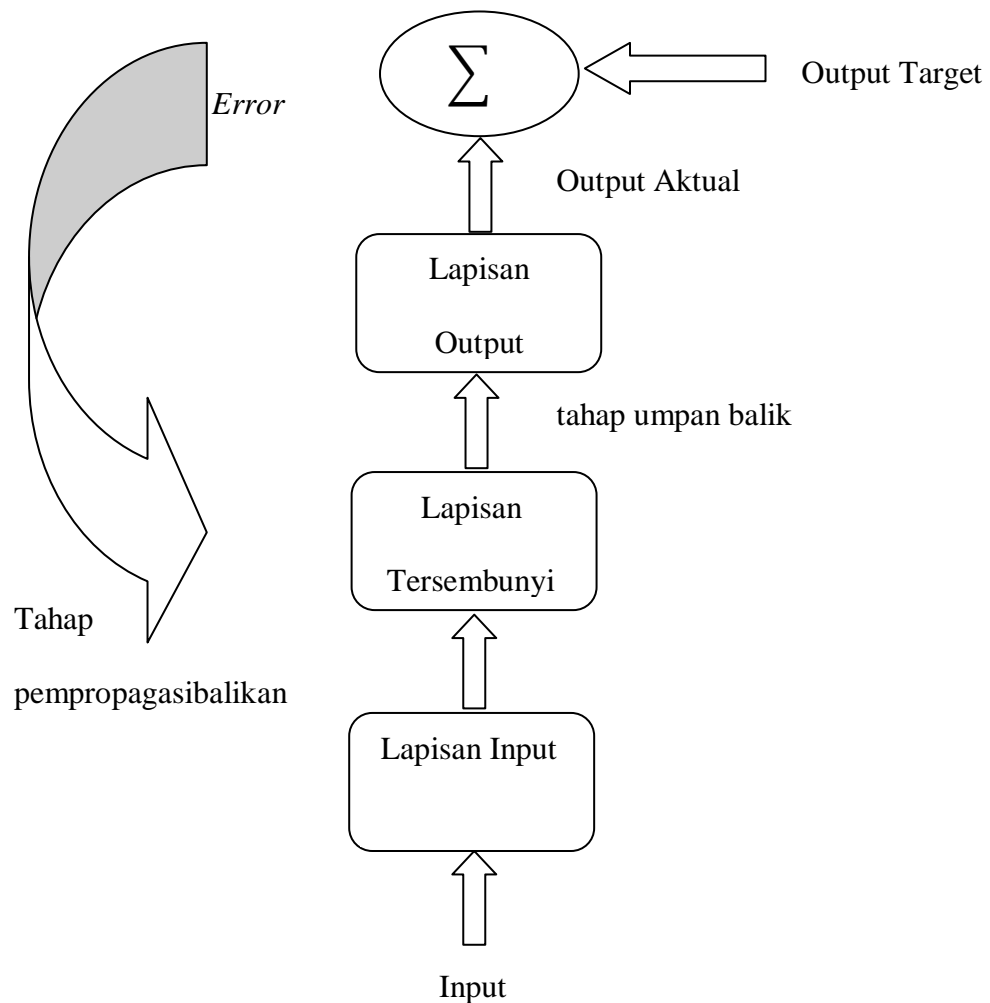 ∑
Output Target
Error
Output Aktual
Lapisan
Output
tahap umpan balik
Lapisan
Tersembunyi
Tahap
pempropagasibalikan
Lapisan Input
Input